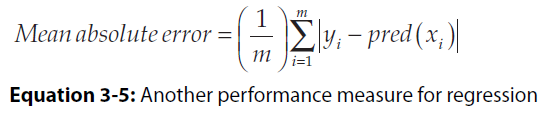 Mean absolute error = (1/m) ∑_{i=1}^{m} |y_i − pred(x_i)|
Equation 3-5: Another performance measure for regression